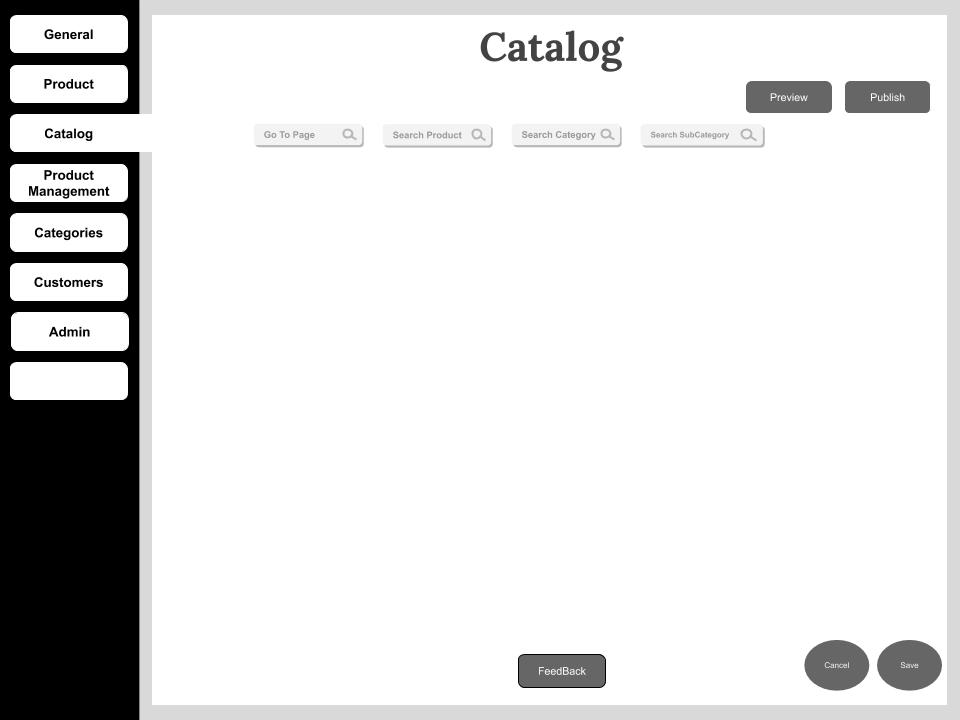 General
Product
Catalog
Product
Management
Categories
Customers
Admin
Catalog
Preview
Publish
Go To Page
Search Product
Search Category
Search SubCategory
FeedBack
Cancel
Save